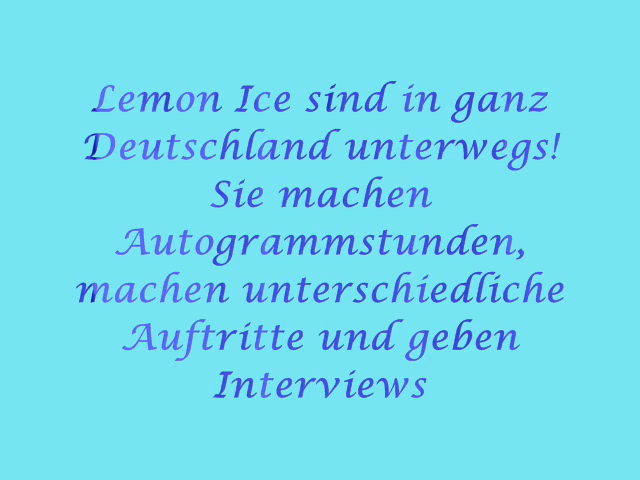 Lemon Ice sind in ganz
Deutschland unterwegs!
Sie machen
Autogrammstunden,
machen unterschiedliche
Auftritte und geben
Interviews